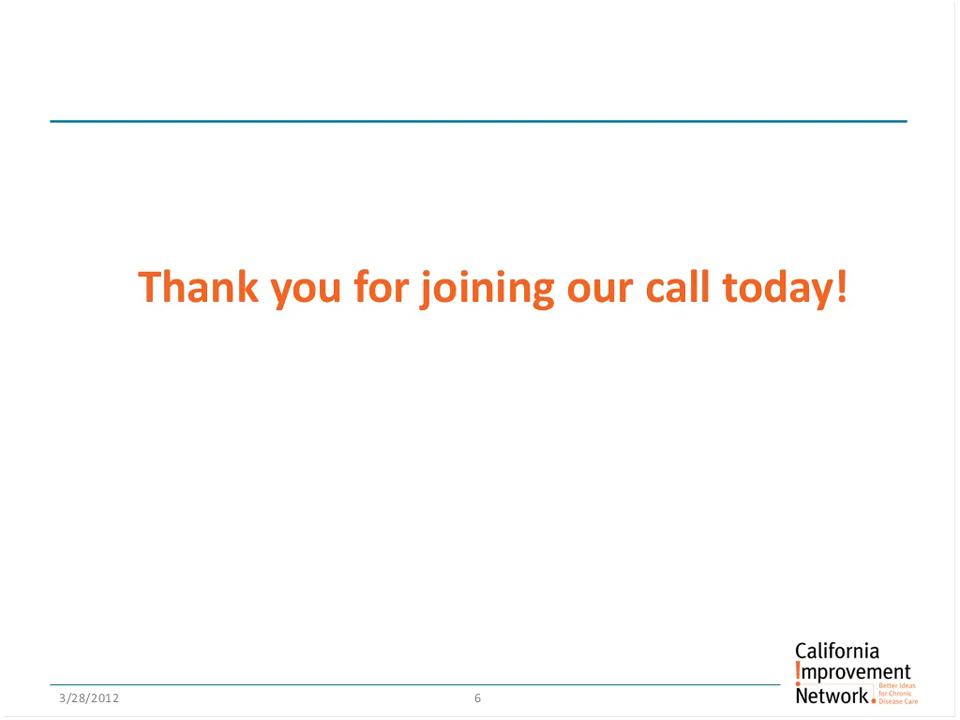 Thank you for joining our call today!
3/28/2012
6
California
Improvement
Network.
Better Ideas
for Chronic
Disease Care